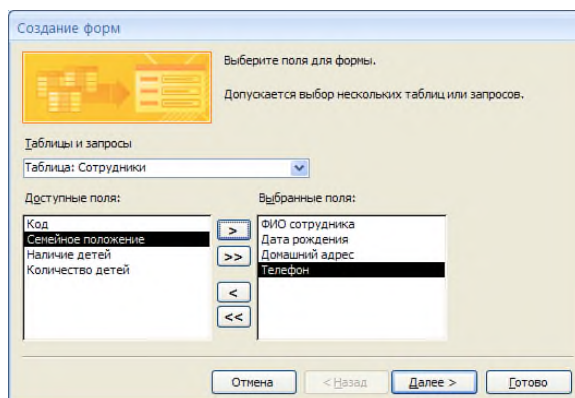 Создание форм
Выберите поля для формы.
Допускается выбор нескольких таблиц или запросов.
Таблицы и запросы
Таблица: Сотрудники
Доступные поля:
Выбранные поля:
Код
Семейное положение
Наличие детей
Количество детей
>
>>
<
<<
ФИО сотрудника
Дата рождения
Домашний адрес
Телефон
Отмена
< Назад
Далее >
Готово